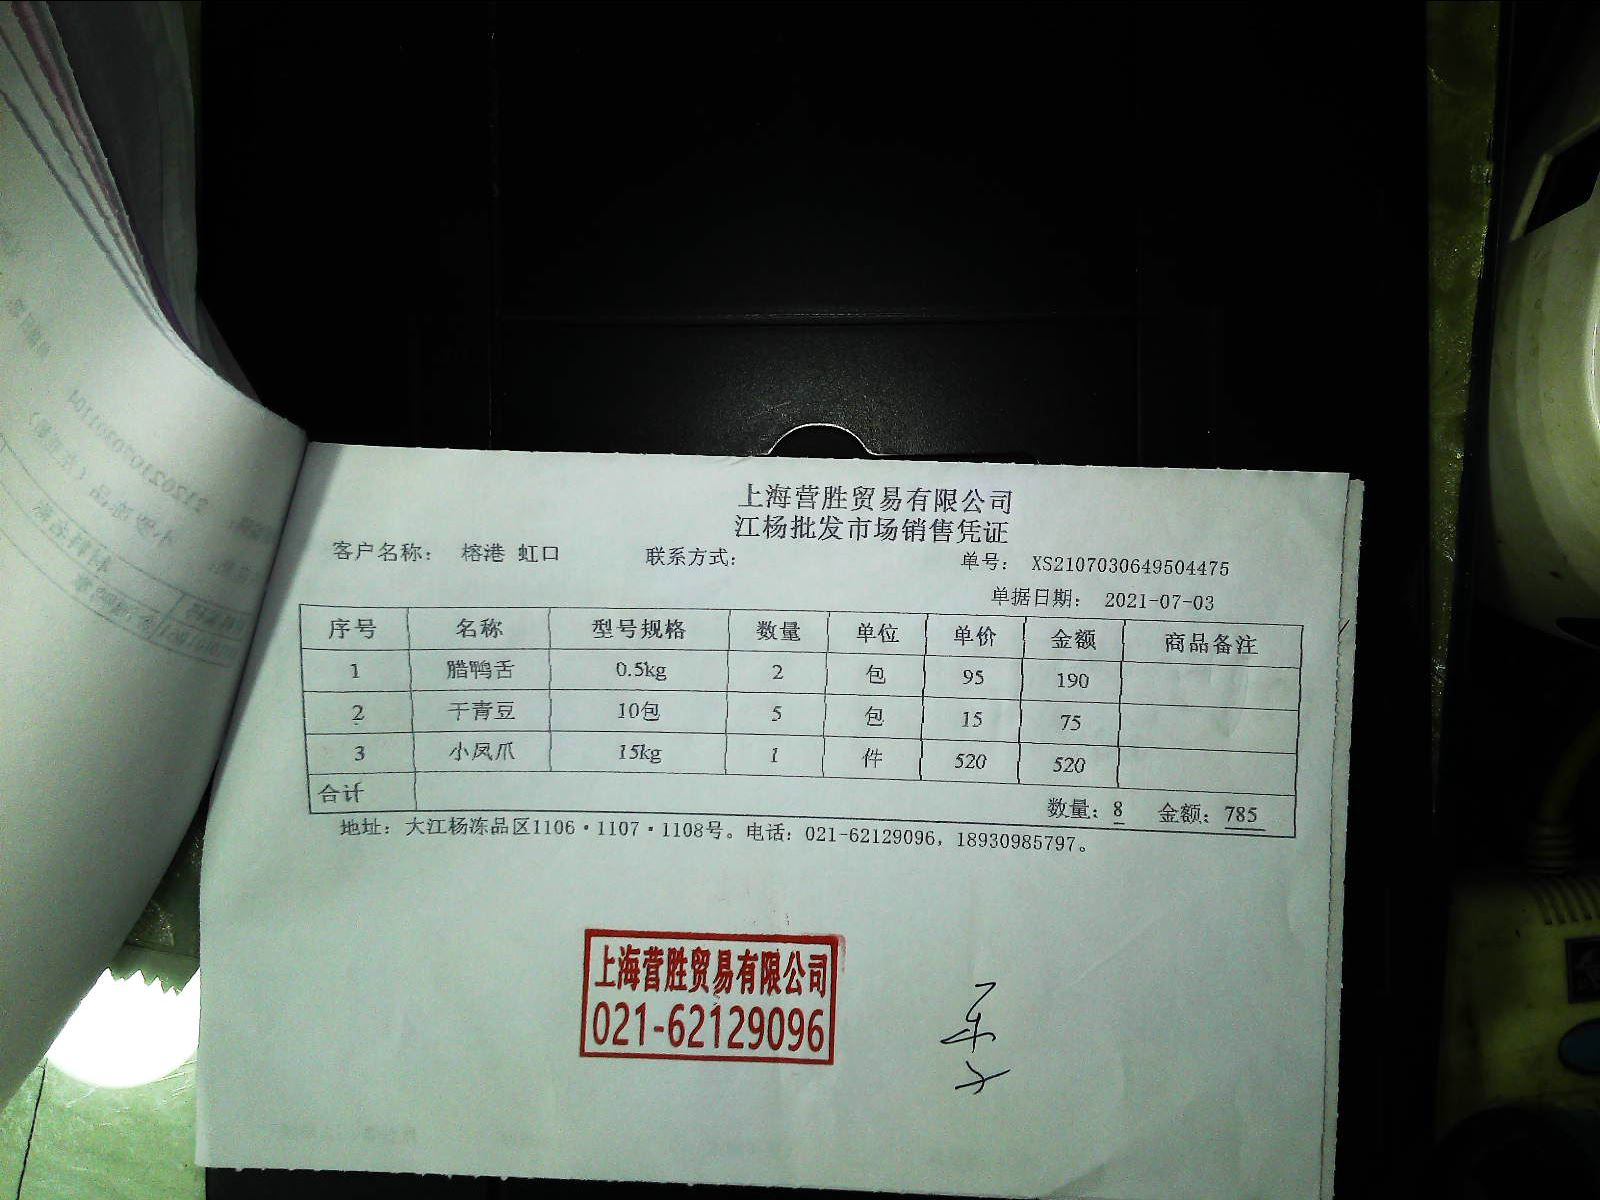 上海营胜贸易有限公司
江杨批发市场销售凭证
客户名称： 榕港 虹口 联系方式： 单号： XS2107030649504475
单据日期： 2021-07-03
序号 名称 型号规格 数量 单位 单价 金额 商品备注
1 腊鸭舌 0.5kg 2 包 95 190
2 干青豆 10包 5 包 15 75
3 小凤爪 15kg 1 件 520 520
合计 数量：8 金额：785
地址：大江杨冻品区1106·1107·1108号。电话：021-62129096，18930985797。
上海营胜贸易有限公司
021-62129096